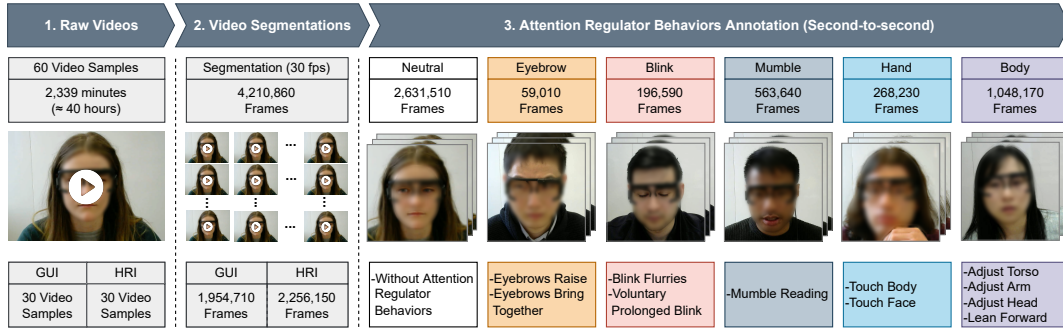 1. Raw Videos
2. Video Segmentations
3. Attention Regulator Behaviors Annotation (Second-to-second)
60 Video Samples
2,339 minutes
(≈ 40 hours)
Segmentation (30 fps)
4,210,860
Frames
Neutral
2,631,510
Frames
Eyebrow
59,010
Frames
Blink
196,590
Frames
Mumble
563,640
Frames
Hand
268,230
Frames
Body
1,048,170
Frames
...
...
...
GUI
HRI
30 Video
Samples
30 Video
Samples
GUI
HRI
1,954,710
Frames
2,256,150
Frames
-Without Attention
Regulator
Behaviors
-Eyebrows Raise
-Eyebrows Bring
Together
-Blink Flurries
-Voluntary
Prolonged Blink
-Mumble Reading
-Touch Body
-Touch Face
-Adjust Torso
-Adjust Arm
-Adjust Head
-Lean Forward